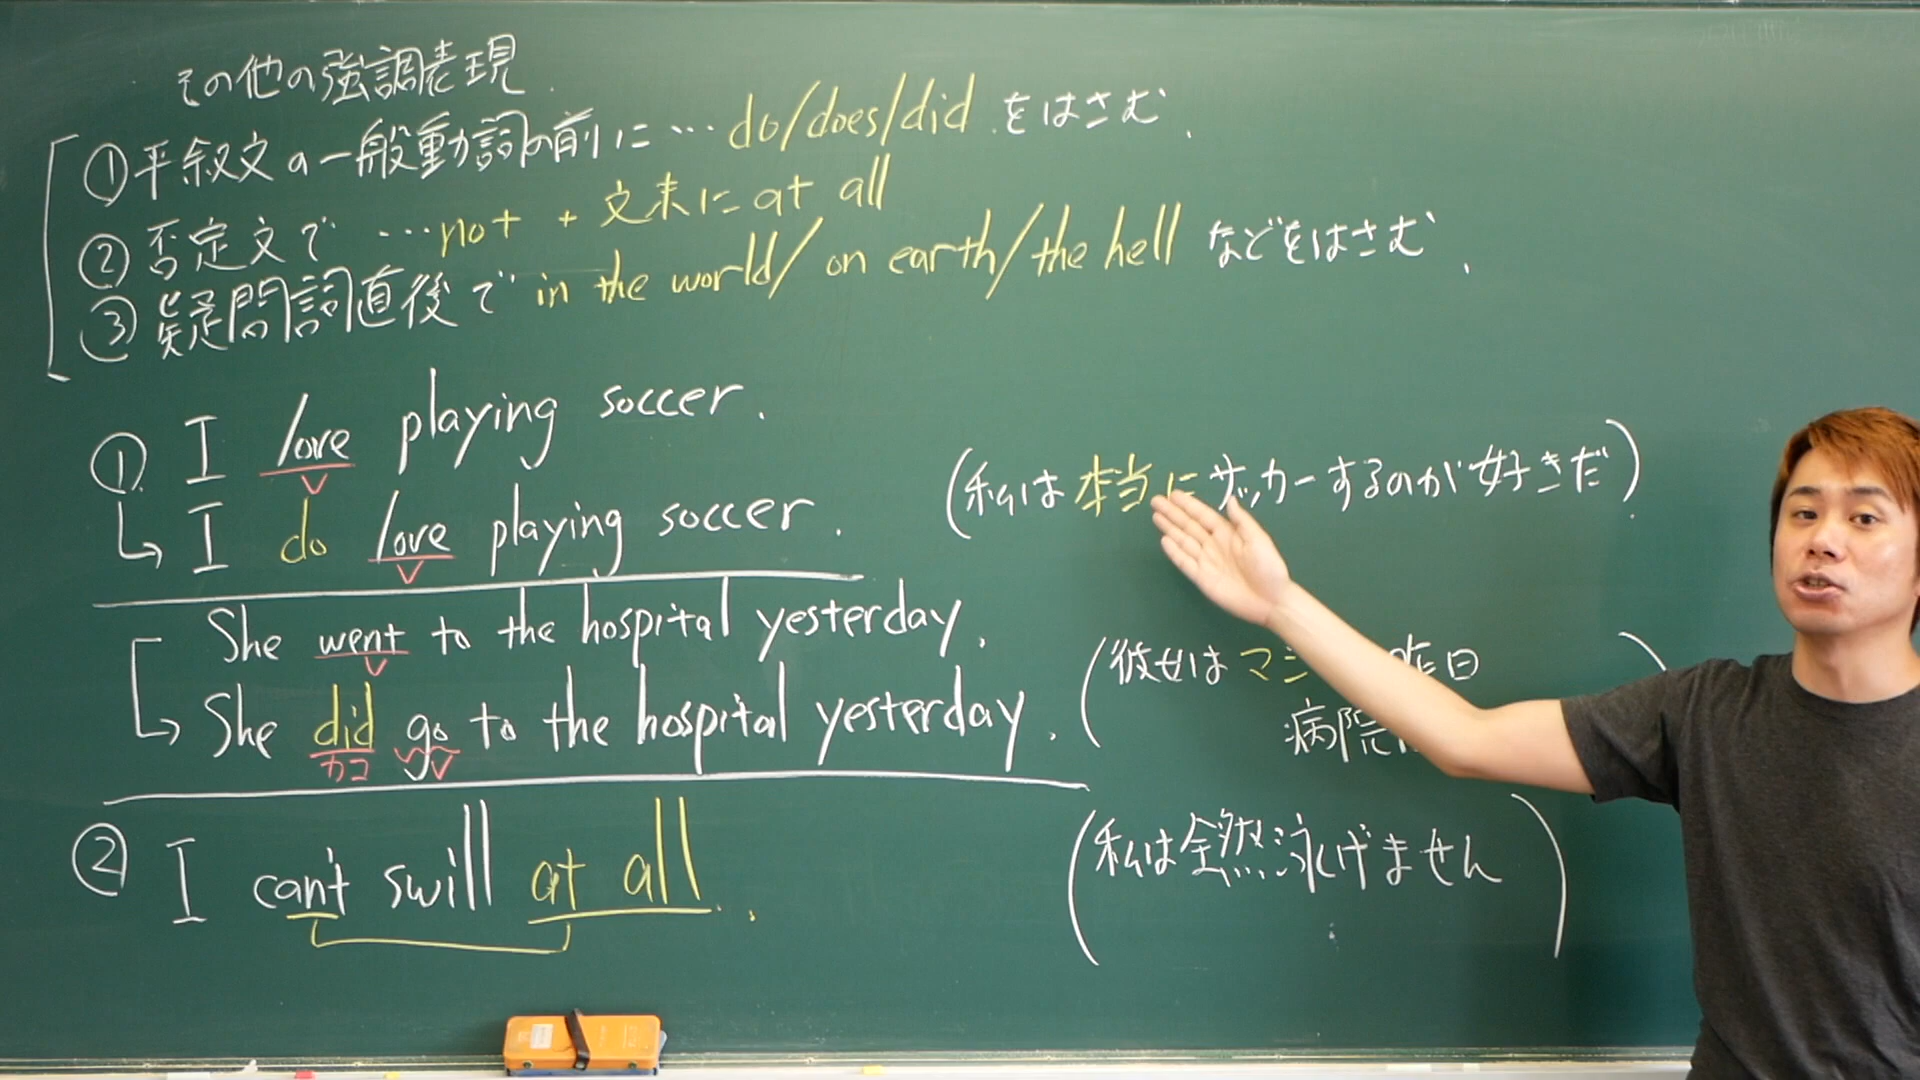 その他の強調表現.
①平叙文の一般動詞の前に…do/does/did をはさむ.
②否定文で …not + 文末に at all
③疑問詞直後で in the world/on earth/the hell などをはさむ.
① I love playing soccer.
V
↳ I do love playing soccer.
V
(私は本当にサッカーするのが好きだ).
She went to the hospital yesterday.
V
↳ She did go to the hospital yesterday.
カコ V
(彼女はマジ 昨日
病院
② I can't swill at all...
(私は全然泳げません)